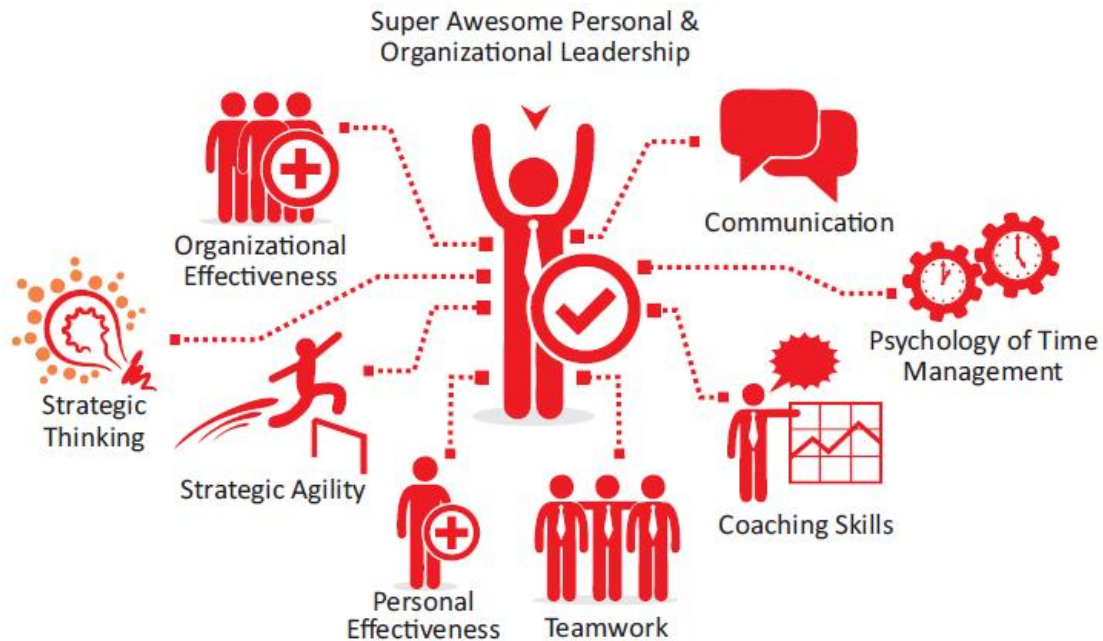 Super Awesome Personal &
Organizational Leadership
Organizational
Effectiveness
Communication
Psychology of Time
Management
Strategic
Thinking
Strategic Agility
Coaching Skills
Personal
Effectiveness
Teamwork